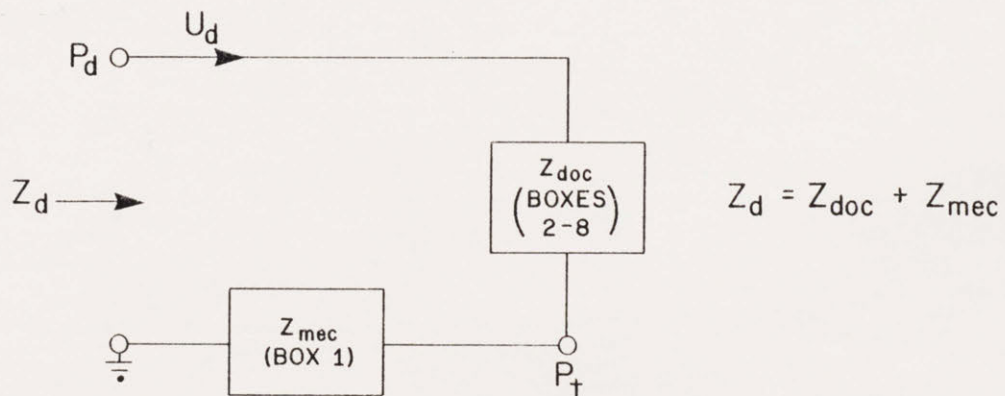 U_d
P_d
Z_d
Z_doc
(BOXES
2-8)
Z_d = Z_doc + Z_mec
Z_mec
(BOX 1)
P_t